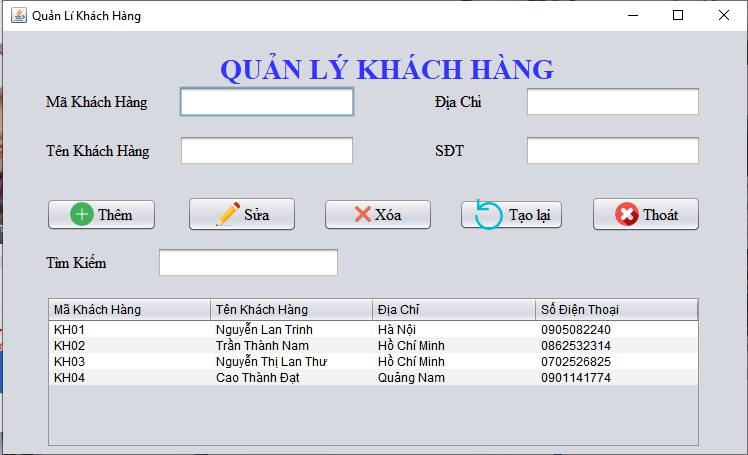 Quản Lí Khách Hàng
QUẢN LÝ KHÁCH HÀNG
Mã Khách Hàng Địa Chỉ
Tên Khách Hàng SĐT
Thêm Sửa Xóa Tạo lại Thoát
Tìm Kiếm
Mã Khách Hàng Tên Khách Hàng Địa Chỉ Số Điện Thoại
KH01 Nguyễn Lan Trinh Hà Nội 0905082240
KH02 Trần Thành Nam Hồ Chí Minh 0862532314
KH03 Nguyễn Thị Lan Thư Hồ Chí Minh 0702526825
KH04 Cao Thành Đạt Quảng Nam 0901141774